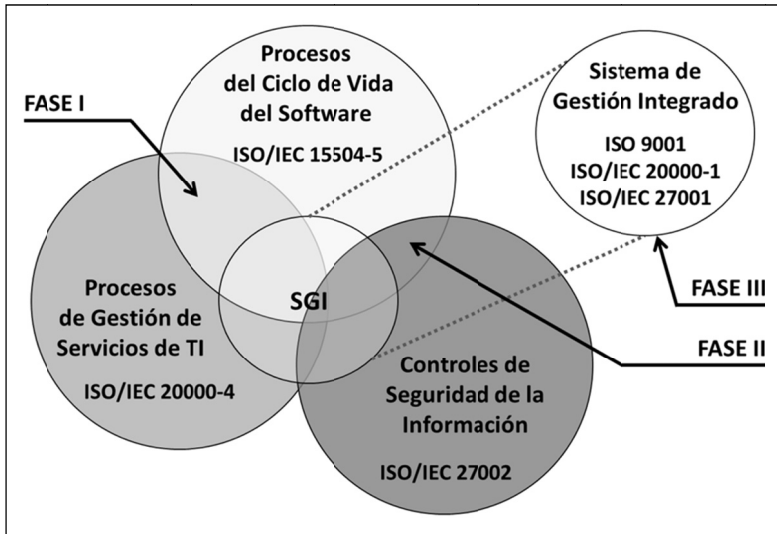 Procesos
del Ciclo de Vida
del Software
ISO/IEC 15504-5
Sistema de
Gestión Integrado
ISO 9001
ISO/IEC 20000-1
ISO/IEC 27001
FASE I
Procesos
de Gestión de
Servicios de TI
ISO/IEC 20000-4
SGI
FASE III
FASE II
Controles de
Seguridad de la
Información
ISO/IEC 27002